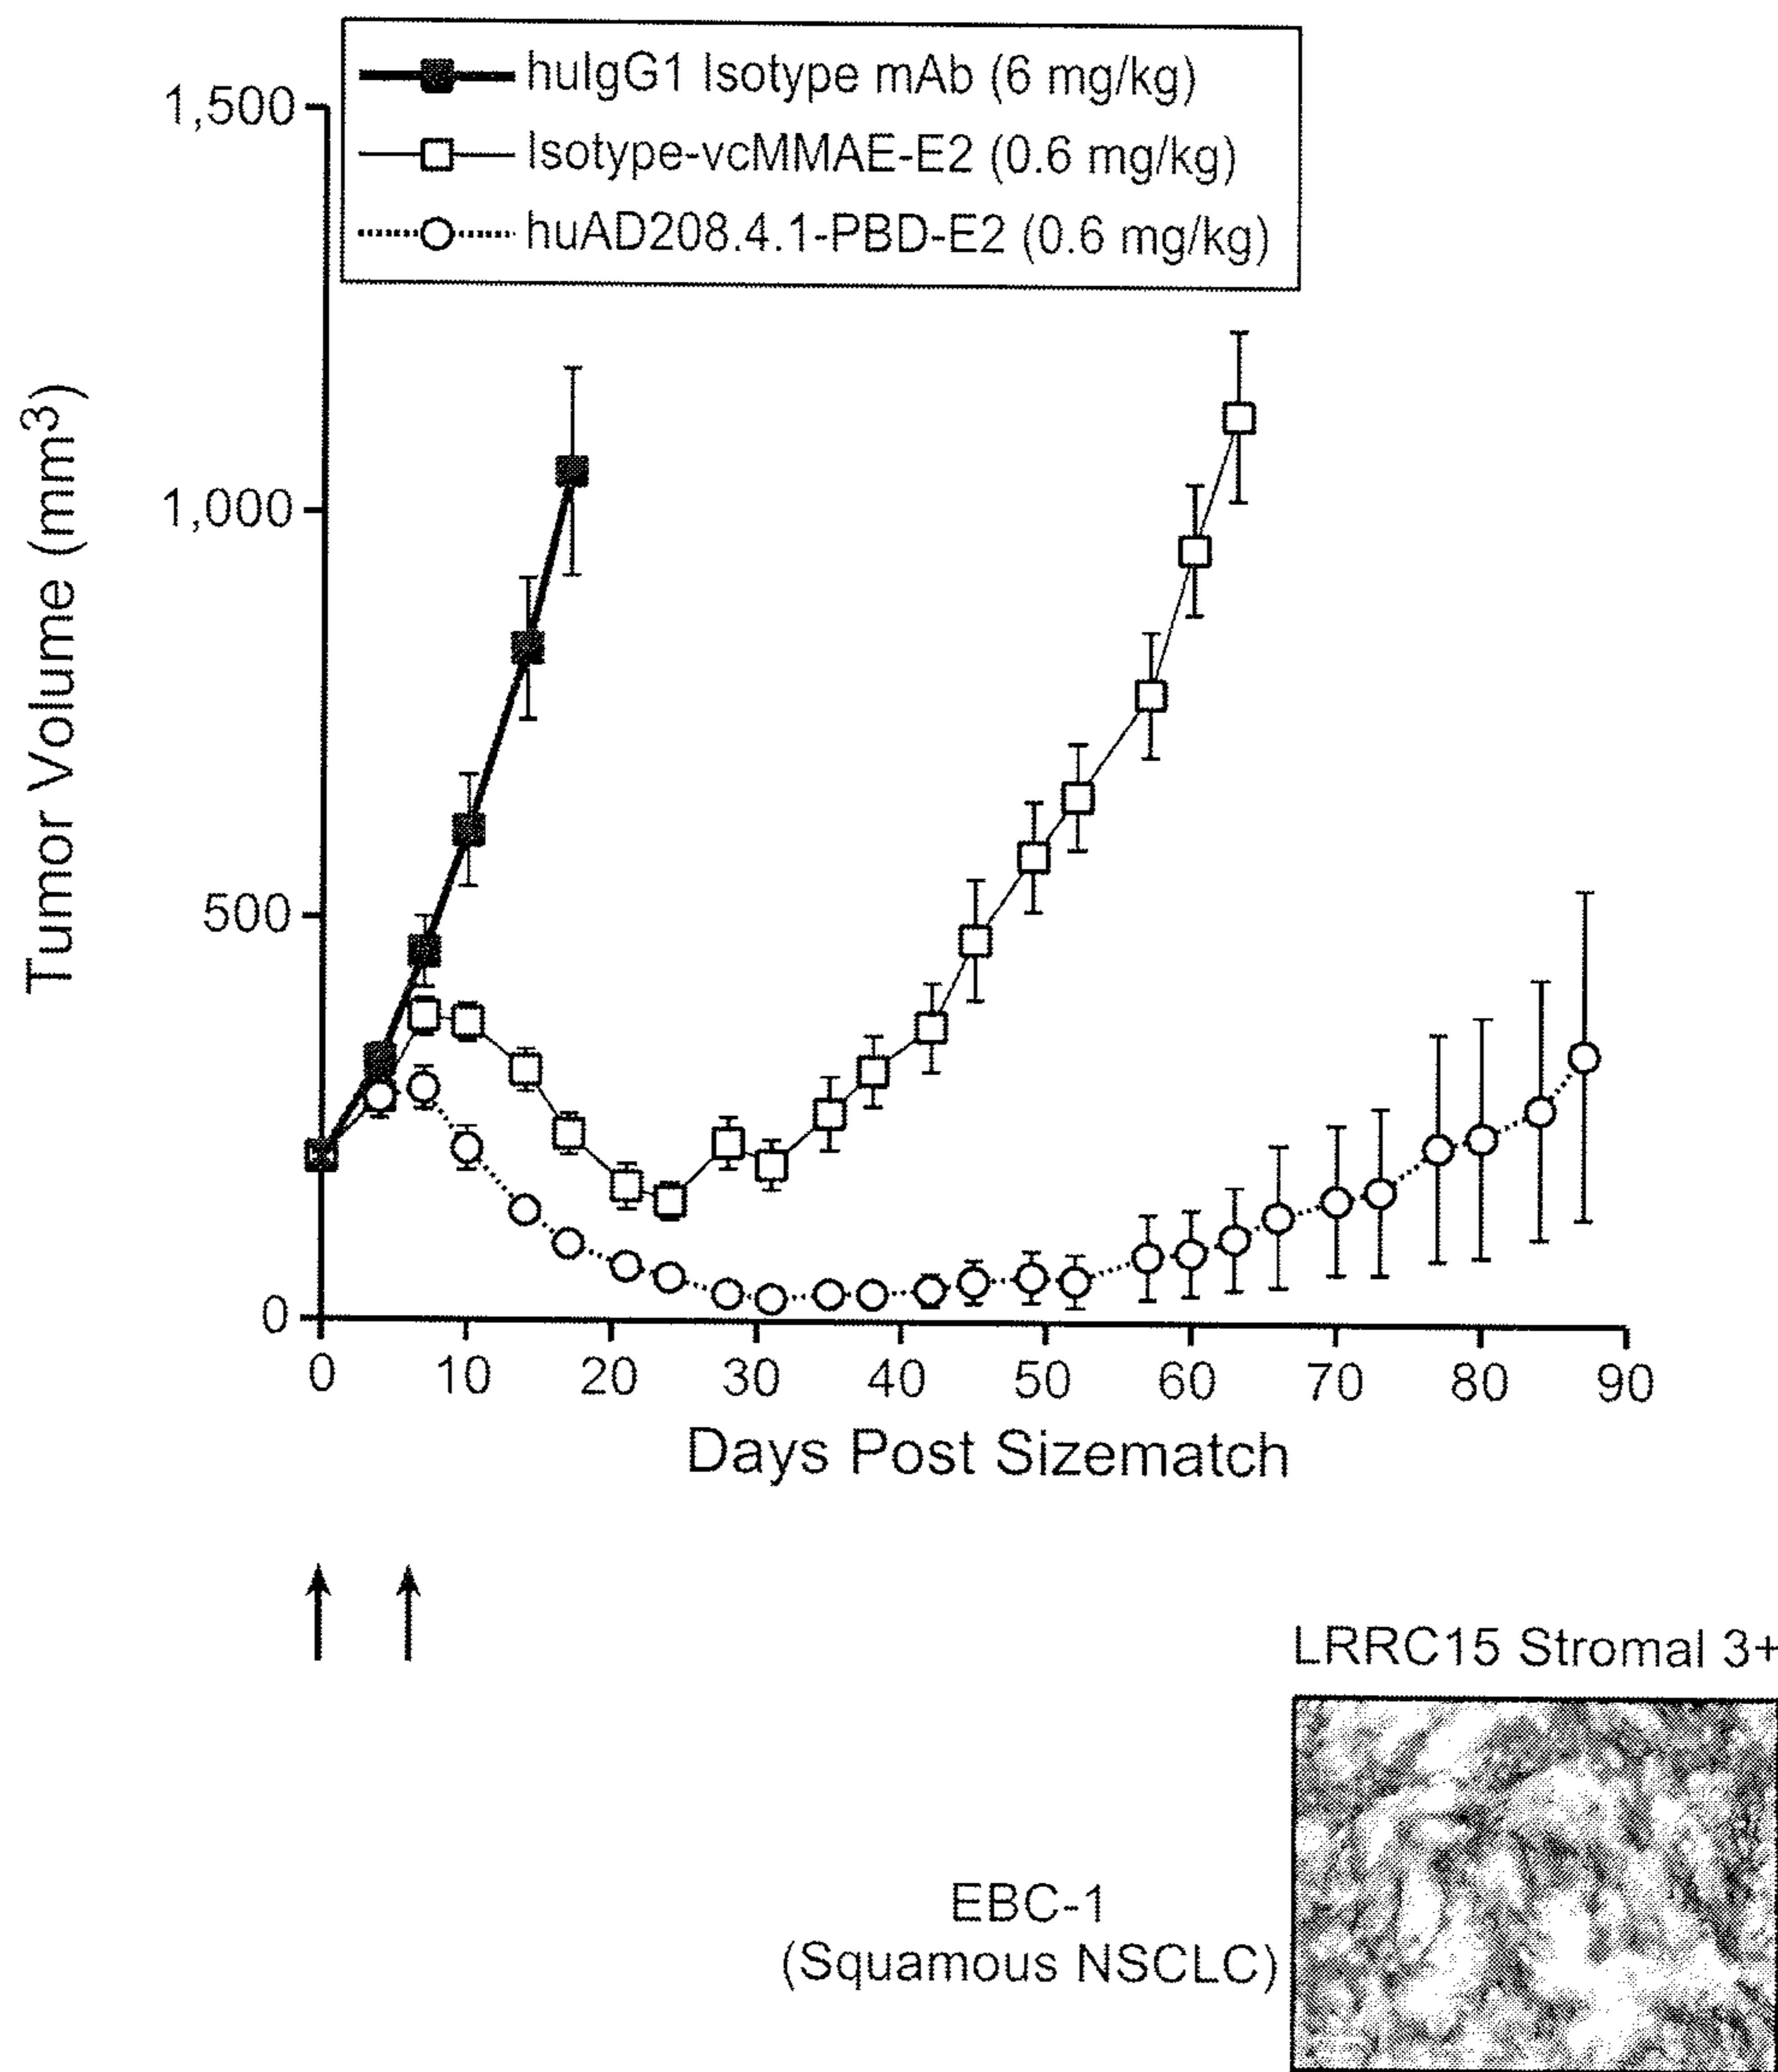 huIgG1 Isotype mAb (6 mg/kg)
Isotype-vcMMAE-E2 (0.6 mg/kg)
huAD208.4.1-PBD-E2 (0.6 mg/kg)
Tumor Volume (mm³)
1,500
1,000
500
0
0 10 20 30 40 50 60 70 80 90
Days Post Sizematch
LRRC15 Stromal 3+
EBC-1
(Squamous NSCLC)